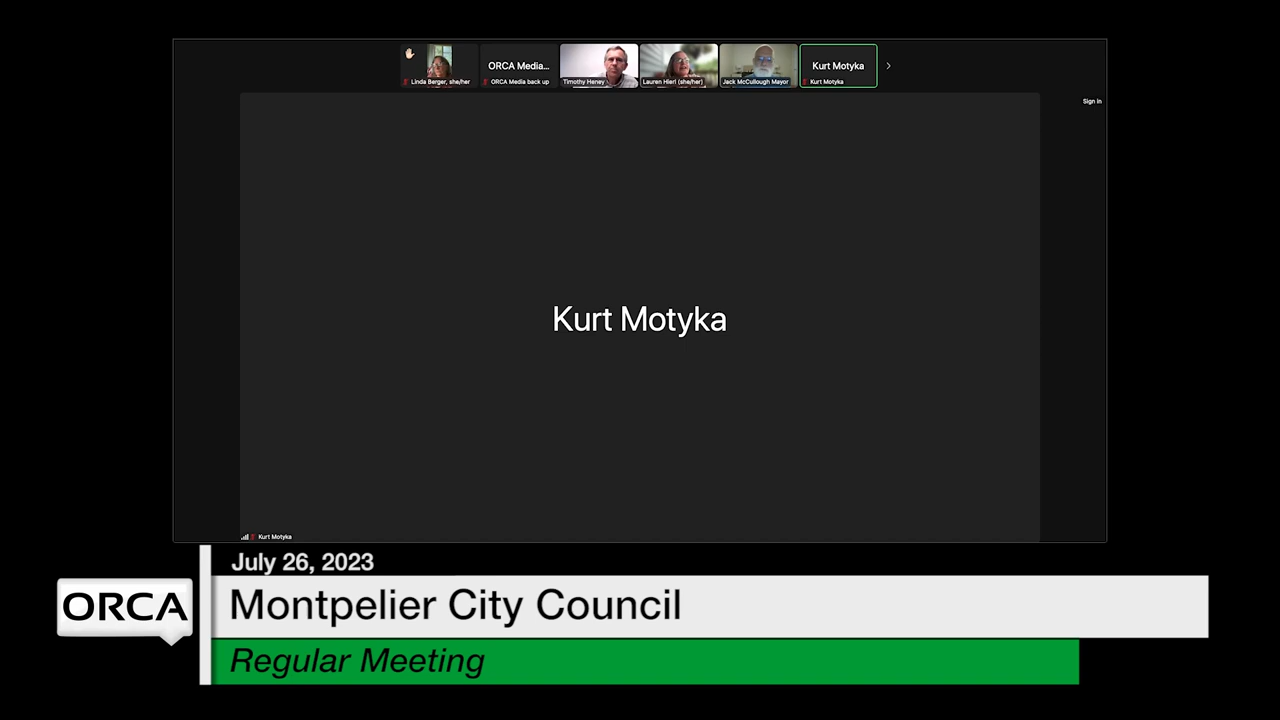 ORCA Media...
Kurt Motyka
Linda Berger, she/her
ORCA Media back up
Timothy Heney
Lauren Hierl (she/her)
Jack McCullough Mayor
Kurt Motyka
Sign In
Kurt Motyka
Kurt Motyka
July 26, 2023
ORCA
Montpelier City Council
Regular Meeting